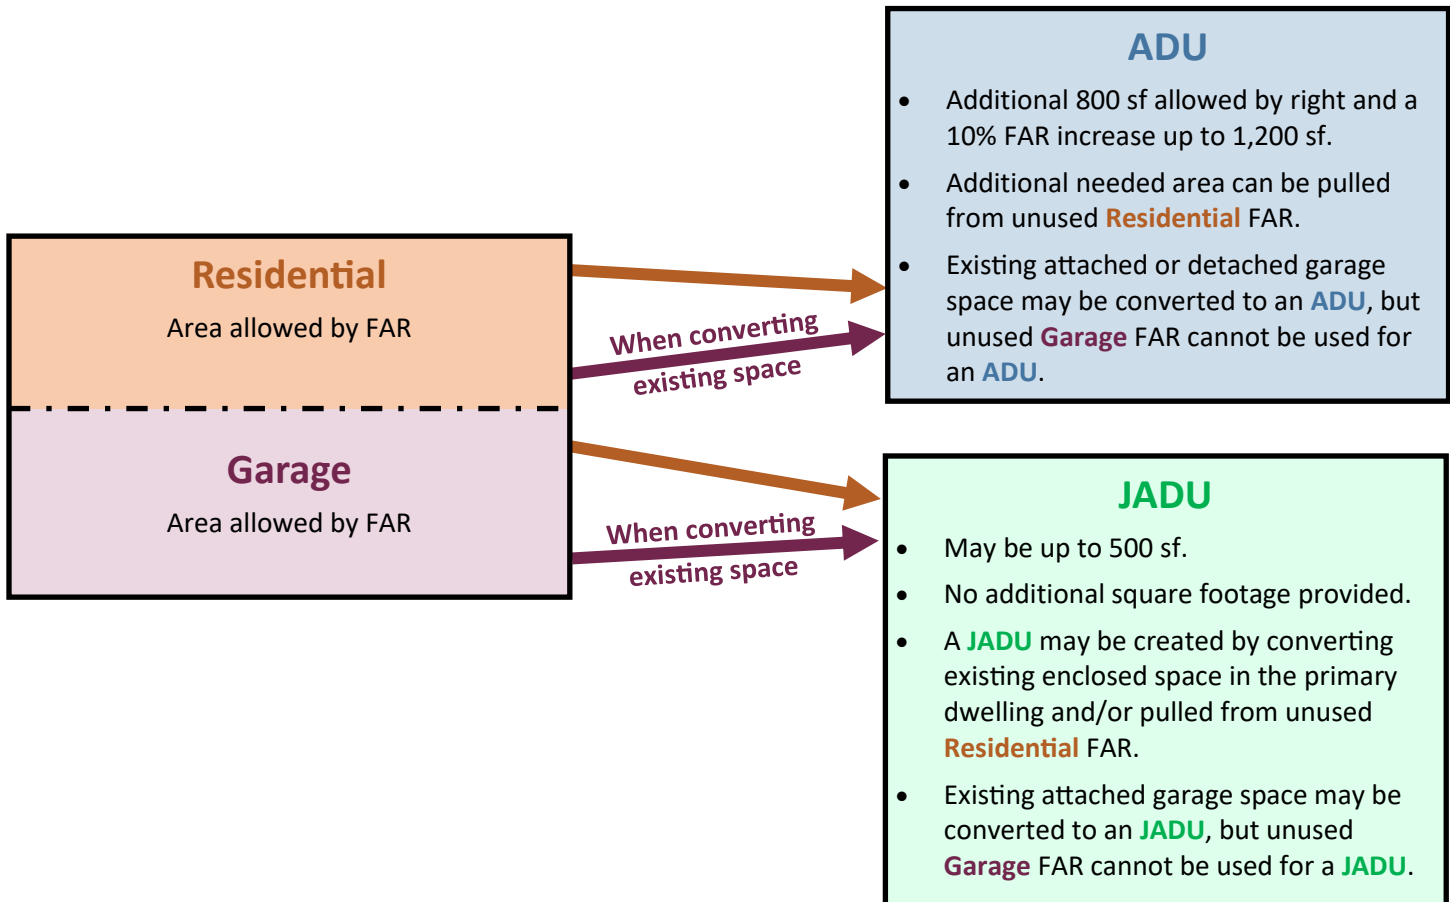 Residential
Area allowed by FAR
Garage
Area allowed by FAR
When converting
existing space
When converting
existing space
ADU
• Additional 800 sf allowed by right and a
10% FAR increase up to 1,200 sf.
• Additional needed area can be pulled
from unused Residential FAR.
• Existing attached or detached garage
space may be converted to an ADU, but
unused Garage FAR cannot be used for
an ADU.
JADU
• May be up to 500 sf.
• No additional square footage provided.
• A JADU may be created by converting
existing enclosed space in the primary
dwelling and/or pulled from unused
Residential FAR.
• Existing attached garage space may be
converted to an JADU, but unused
Garage FAR cannot be used for a JADU.